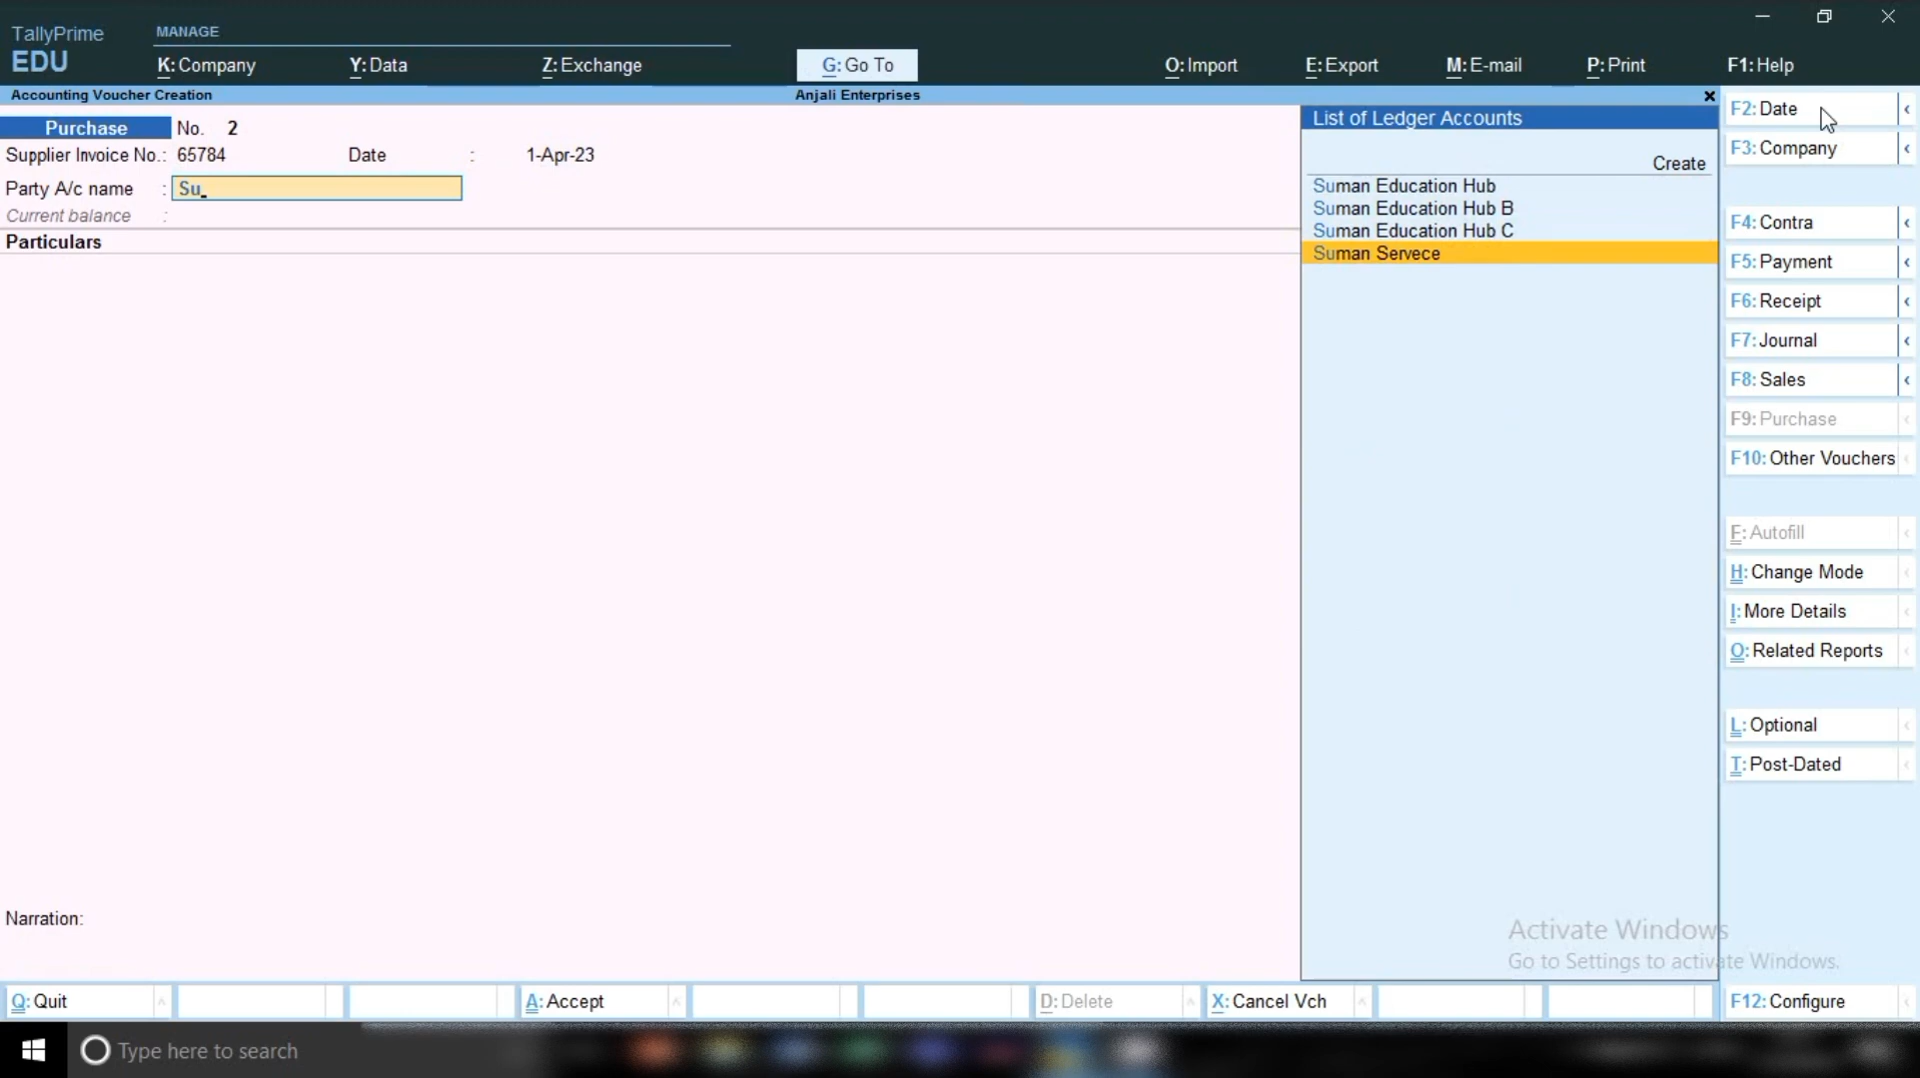 TallyPrime
EDU
MANAGE
K: Company
Y: Data
Z: Exchange
G: Go To
O: Import
E: Export
M: E-mail
P: Print
F1: Help
Accounting Voucher Creation
Anjali Enterprises
Purchase No. 2
Supplier Invoice No.: 65784 Date : 1-Apr-23
Party A/c name : Su
Current balance :
Particulars
Narration:
List of Ledger Accounts
Create
Suman Education Hub
Suman Education Hub B
Suman Education Hub C
Suman Servece
F2: Date
F3: Company
F4: Contra
F5: Payment
F6: Receipt
F7: Journal
F8: Sales
F9: Purchase
F10: Other Vouchers
F: Autofill
H: Change Mode
I: More Details
O: Related Reports
L: Optional
T: Post-Dated
Activate Windows
Go to Settings to activate Windows.
Q: Quit
A: Accept
D: Delete
X: Cancel Vch
F12: Configure
Type here to search